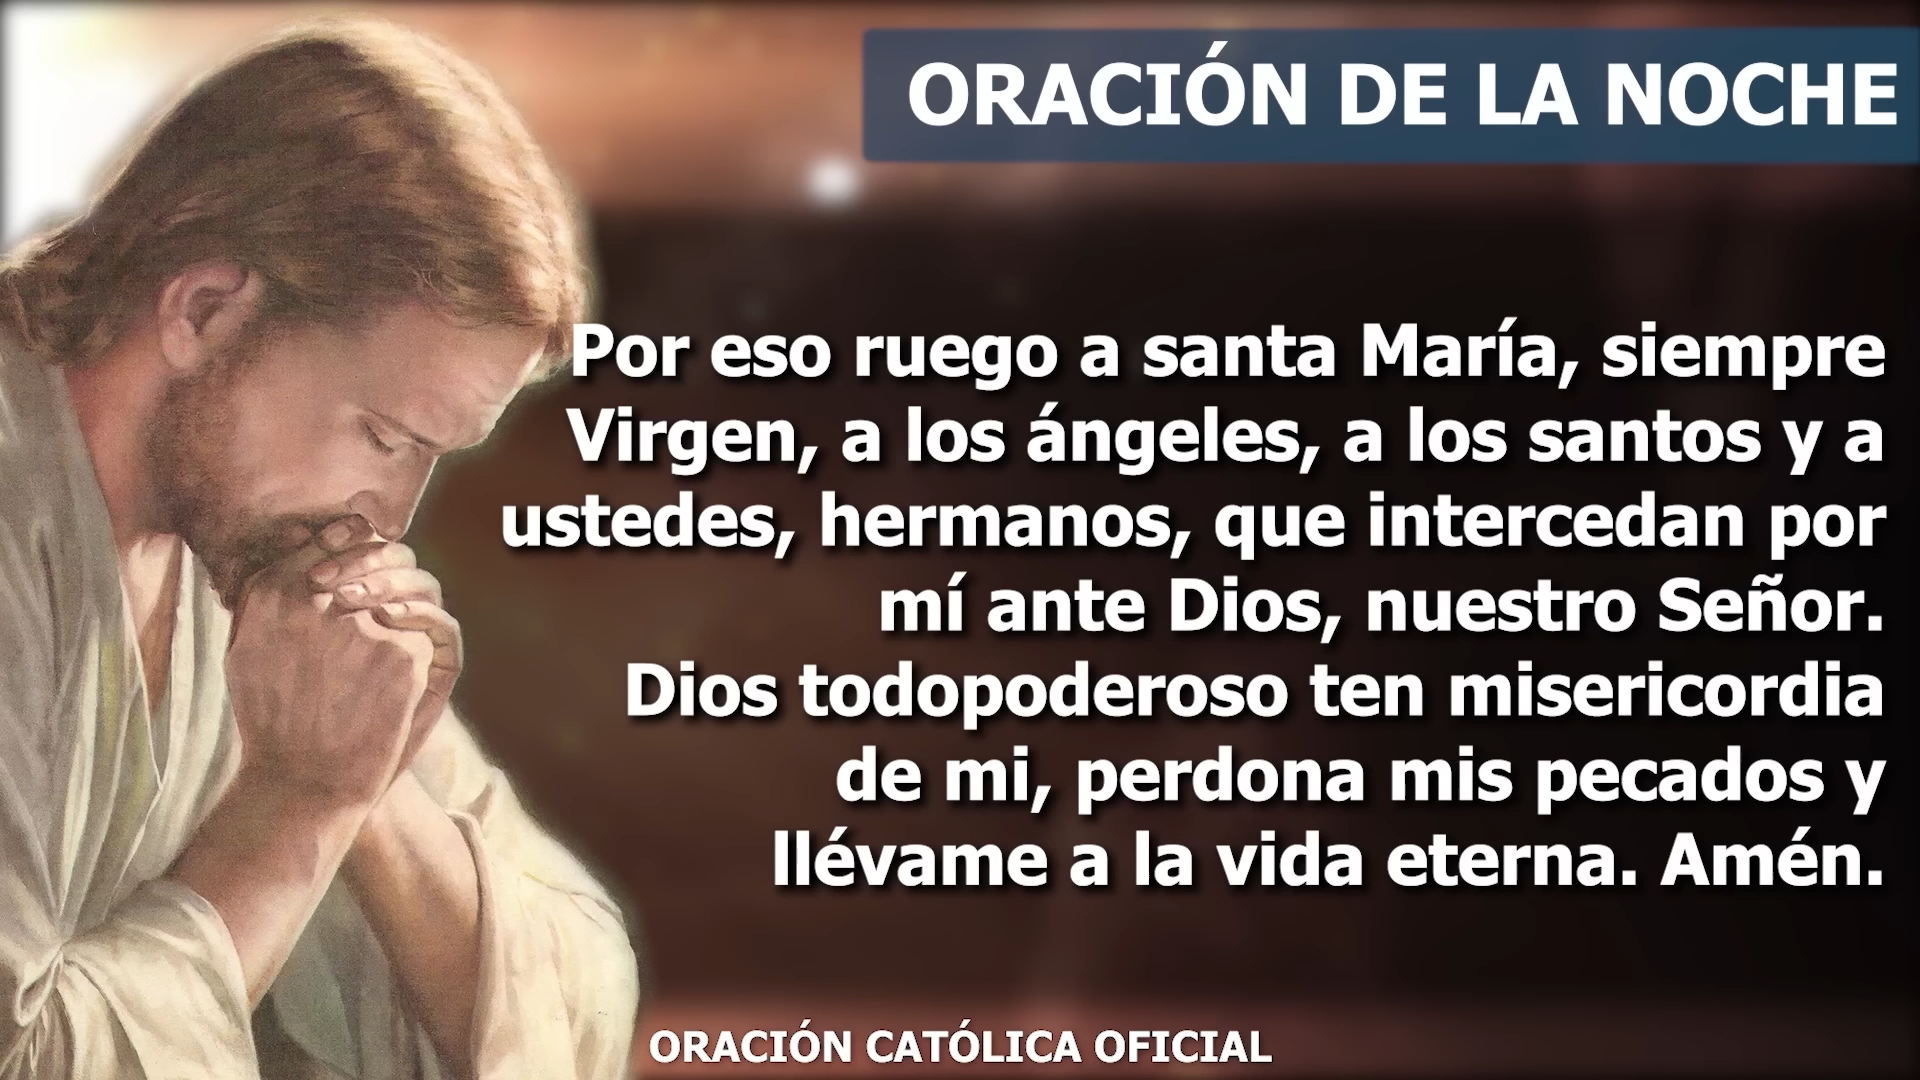 ORACIÓN DE LA NOCHE
Por eso ruego a santa María, siempre
Virgen, a los ángeles, a los santos y a
ustedes, hermanos, que intercedan por
mí ante Dios, nuestro Señor.
Dios todopoderoso ten misericordia
de mi, perdona mis pecados y
llévame a la vida eterna. Amén.
ORACIÓN CATÓLICA OFICIAL